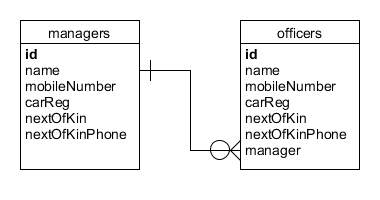 managers
id
name
mobileNumber
carReg
nextOfKin
nextOfKinPhone
officers
id
name
mobileNumber
carReg
nextOfKin
nextOfKinPhone
manager